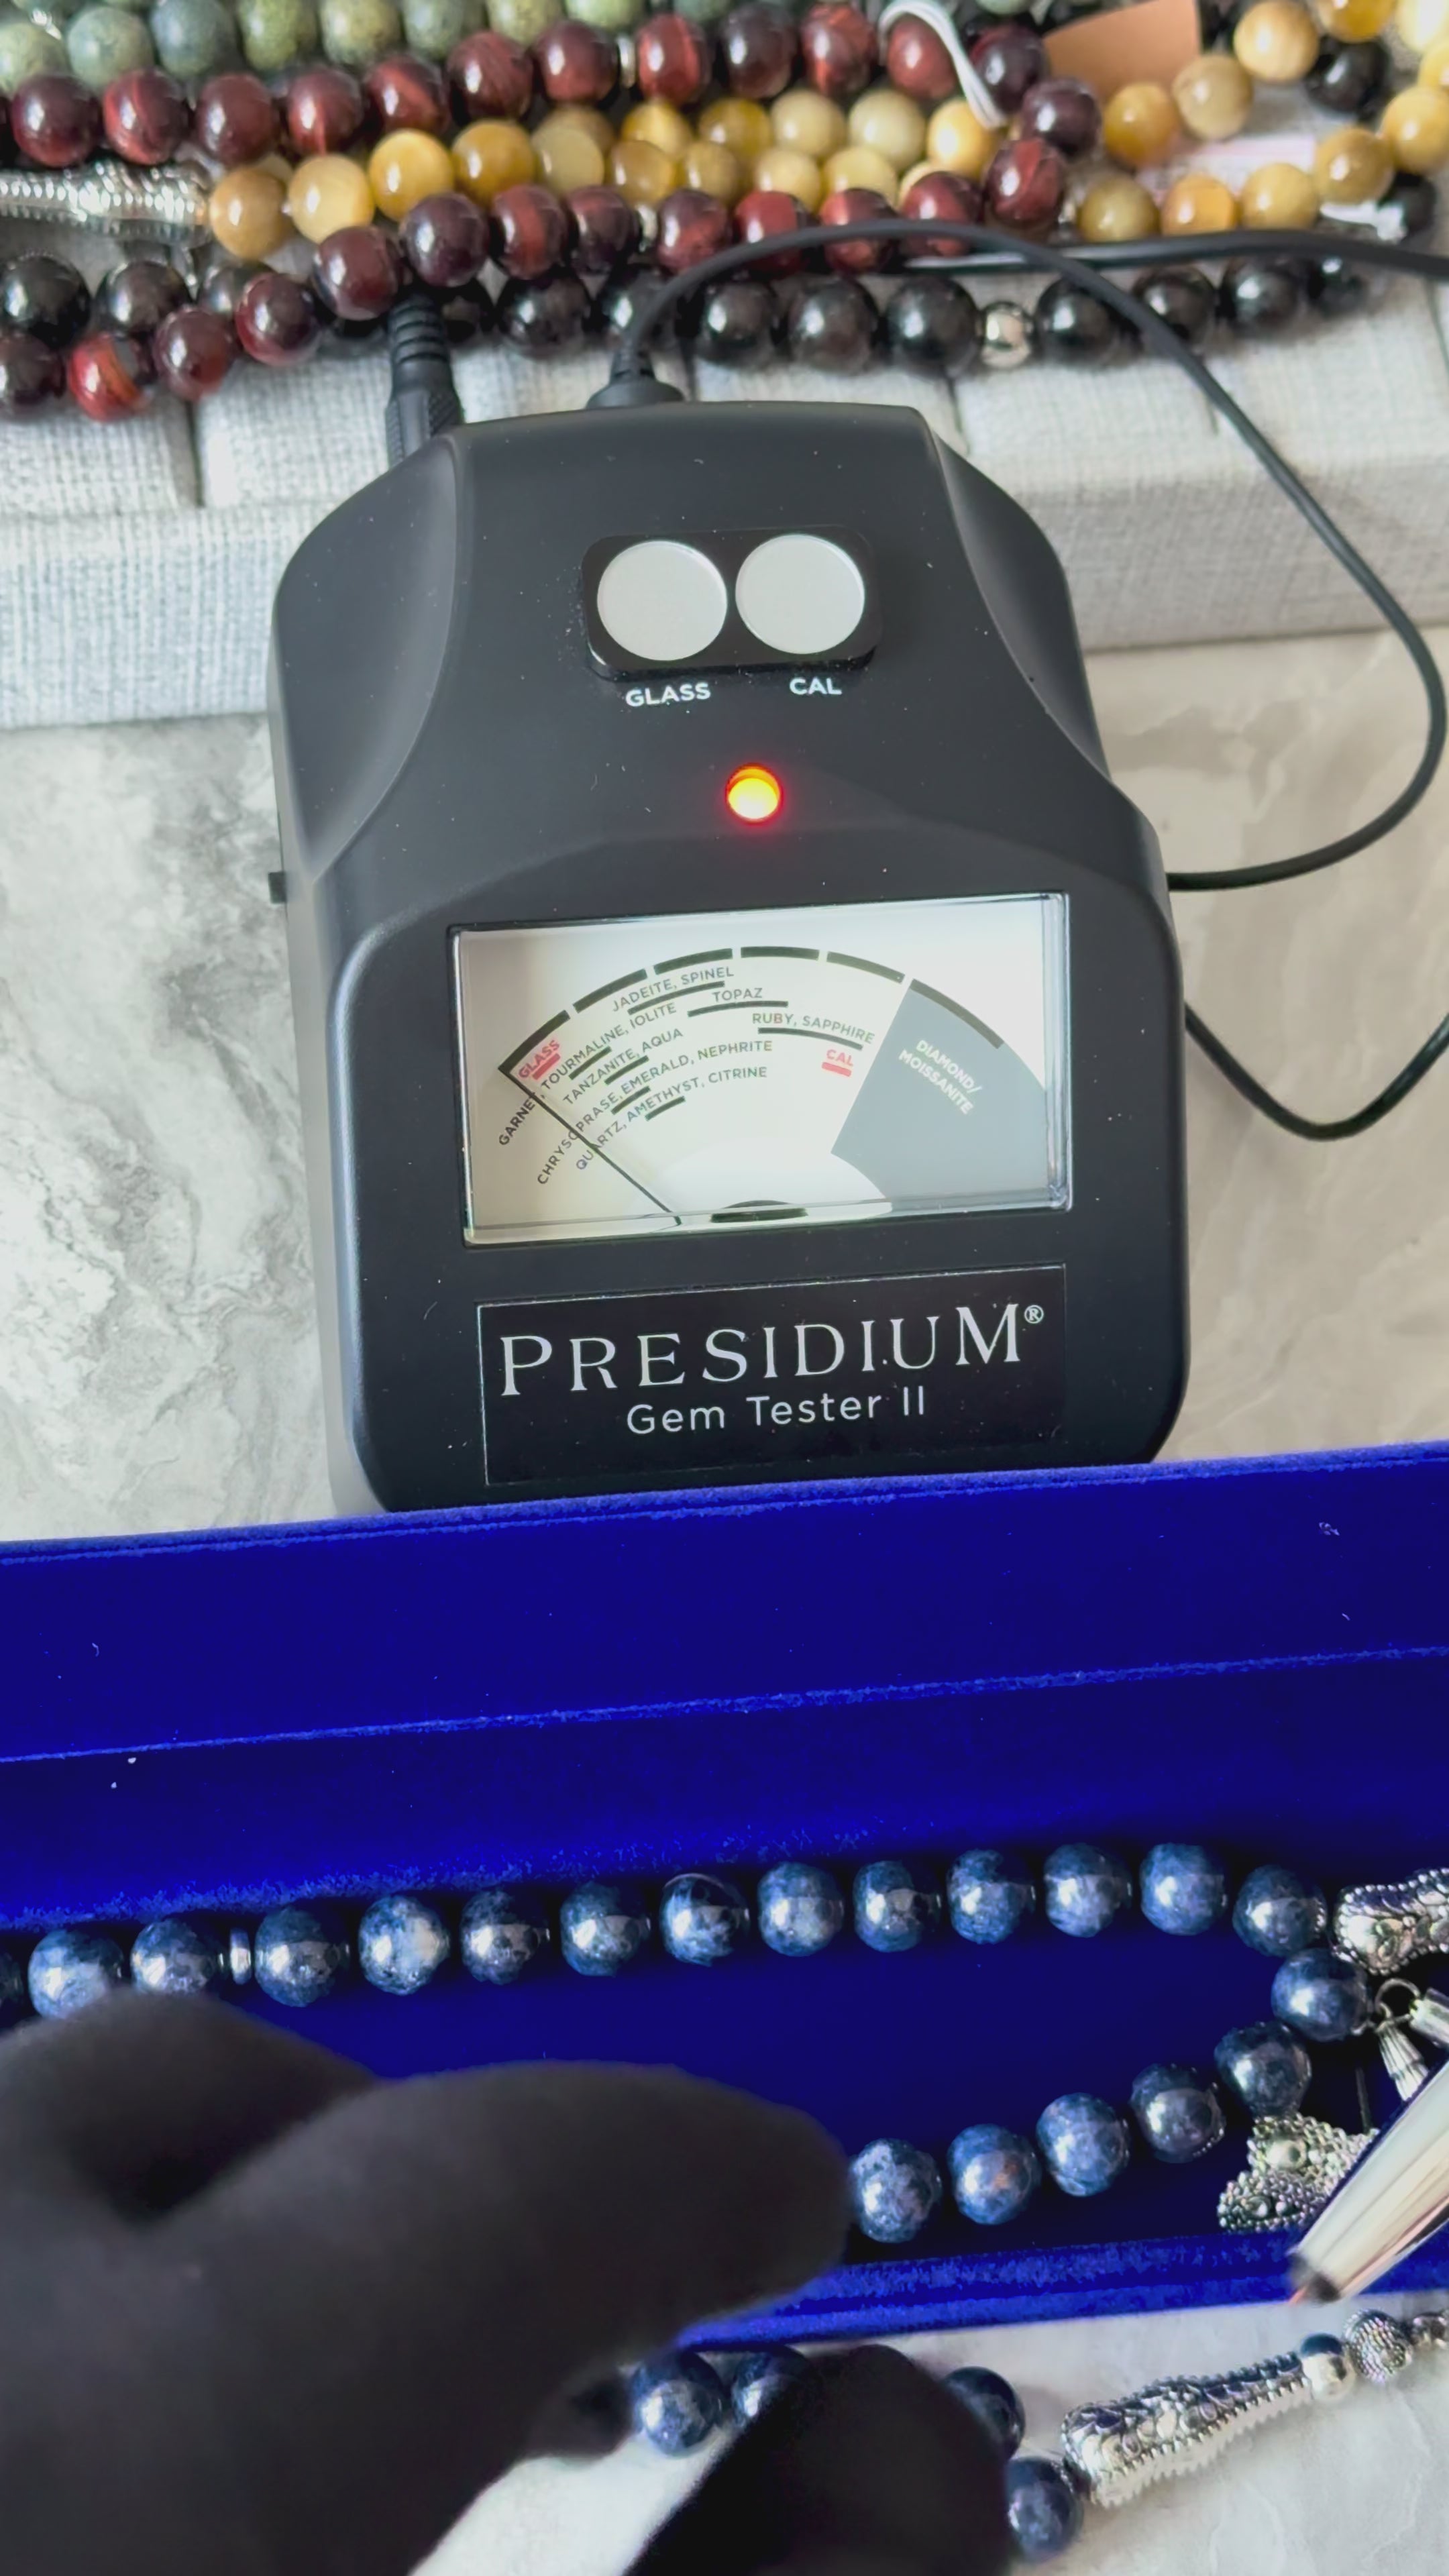 GLASS CAL
JADEITE, SPINEL
TOPAZ
GARNET, TOURMALINE, IOLITE
RUBY, SAPPHIRE
GLASS
TANZANITE, AQUA
CAL
CHRYSOPRASE, EMERALD, NEPHRITE
QUARTZ, AMETHYST, CITRINE
DIAMOND/
MOISSANITE
PRESIDIUM®
Gem Tester II